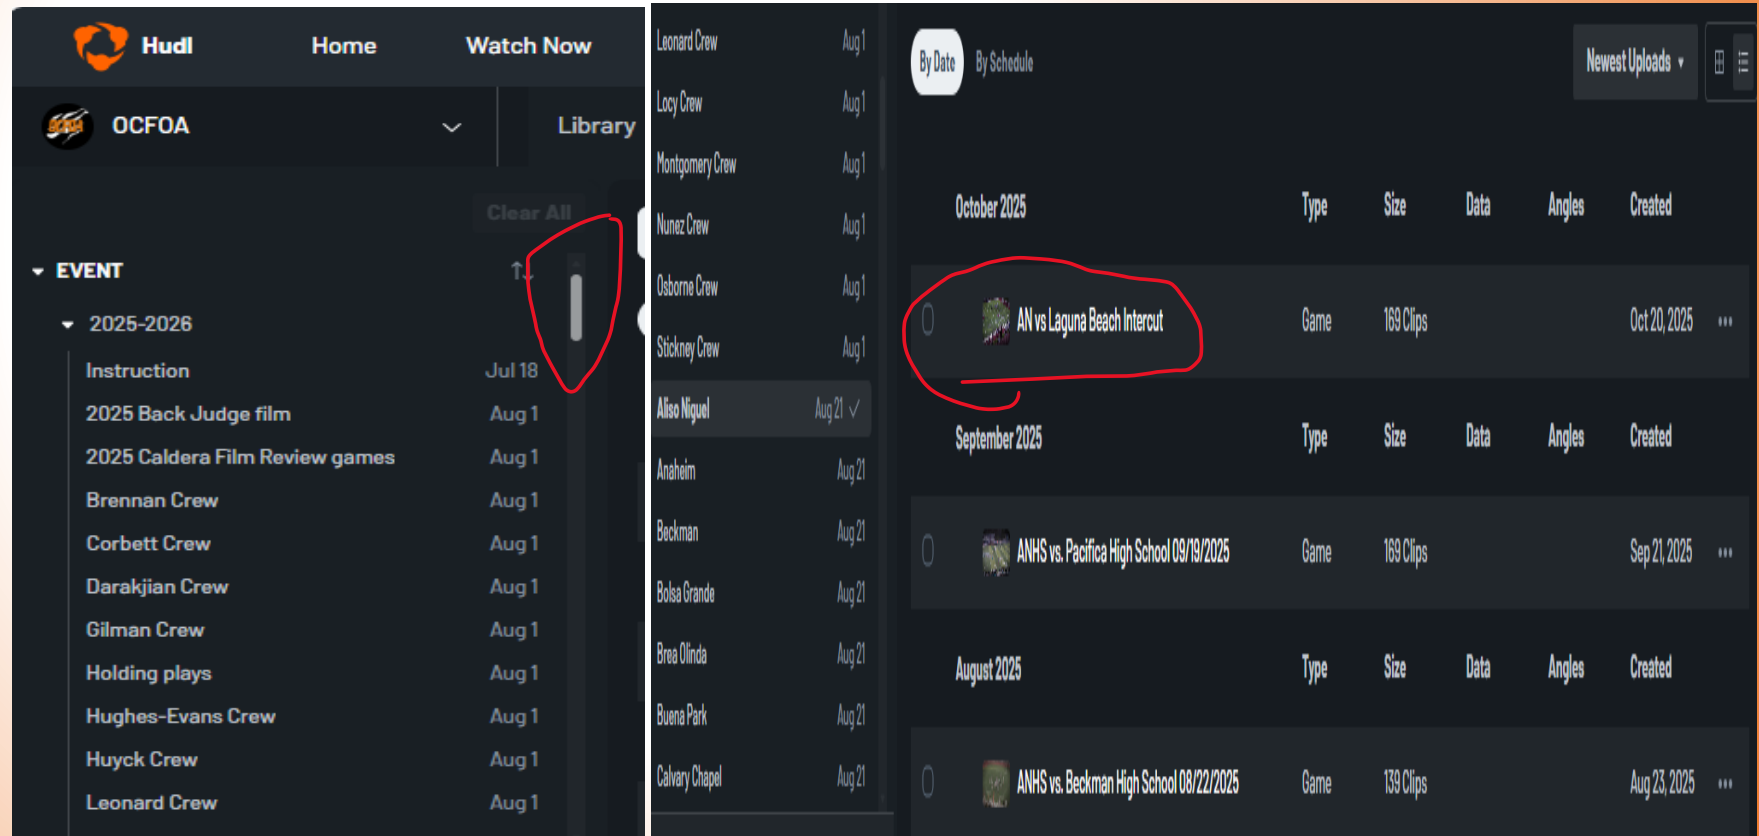 Hudl Home Watch Now
OCFOA Library
Clear All
EVENT
2025-2026
Instruction Jul 18
2025 Back Judge film Aug 1
2025 Caldera Film Review games Aug 1
Brennan Crew Aug 1
Corbett Crew Aug 1
Darakjian Crew Aug 1
Gilman Crew Aug 1
Holding plays Aug 1
Hughes-Evans Crew Aug 1
Huyck Crew Aug 1
Leonard Crew Aug 1
Leonard Crew Aug 1
Locy Crew Aug 1
Montgomery Crew Aug 1
Nunez Crew Aug 1
Osborne Crew Aug 1
Stickney Crew Aug 1
Aliso Niguel Aug 21
Anaheim Aug 21
Beckman Aug 21
Bolsa Grande Aug 21
Brea Olinda Aug 21
Buena Park Aug 21
Calvary Chapel Aug 21
By Date By Schedule Newest Uploads
October 2025 Type Size Data Angles Created
AN vs Laguna Beach Intercut Game 169 Clips Oct 20, 2025
September 2025 Type Size Data Angles Created
ANHS vs. Pacifica High School 09/19/2025 Game 169 Clips Sep 21, 2025
August 2025 Type Size Data Angles Created
ANHS vs. Beckman High School 08/22/2025 Game 139 Clips Aug 23, 2025